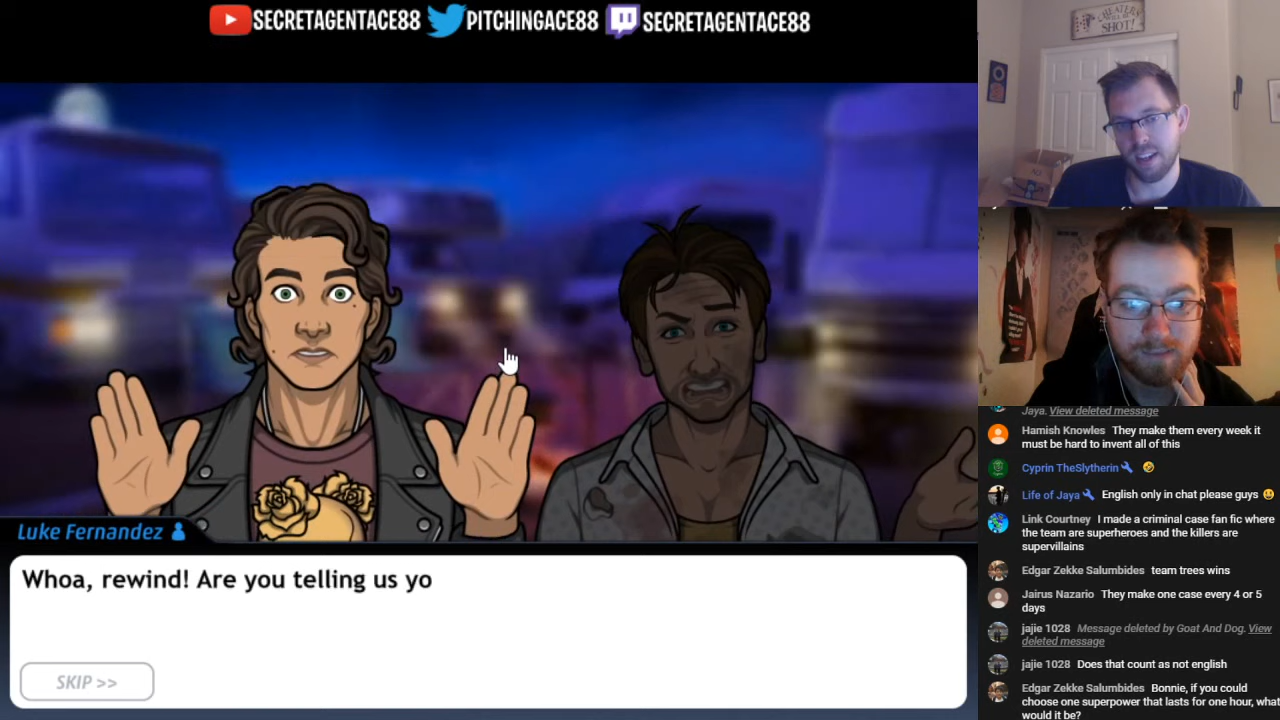 SECRETAGENTACE88 PITCHINGACE88 SECRETAGENTACE88
SHOT!
Luke Fernandez
Whoa, rewind! Are you telling us yo
SKIP >>
Jaya. View deleted message
Hamish Knowles They make them every week it
must be hard to invent all of this
Cyprin TheSlytherin
Life of Jaya English only in chat please guys
Link Courtney I made a criminal case fan fic where
the team are superheroes and the killers are
supervillains
Edgar Zekke Salumbides team trees wins
Jairus Nazario They make one case every 4 or 5
days
jajie 1028 Message deleted by Goat And Dog. View
deleted message
jajie 1028 Does that count as not english
Edgar Zekke Salumbides Bonnie, if you could
choose one superpower that lasts for one hour, what
would it be?